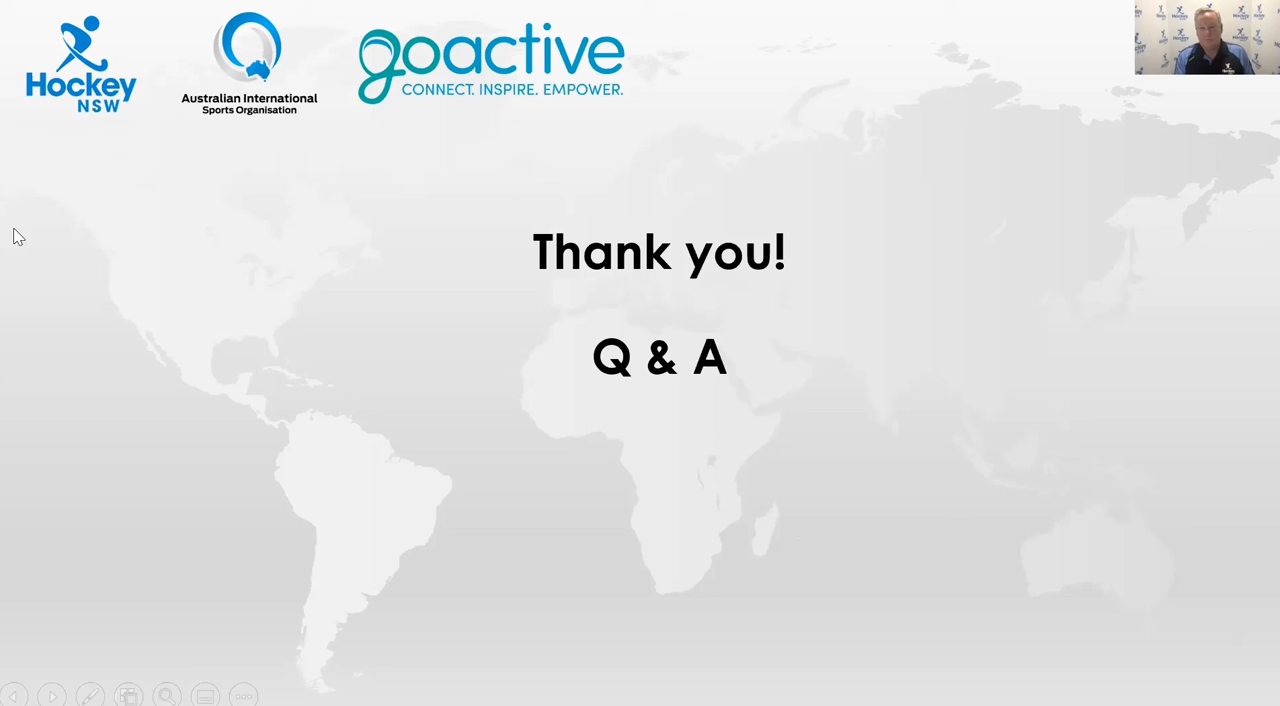 Hockey
NSW
Australian International
Sports Organisation
goactive
CONNECT. INSPIRE. EMPOWER.
Thank you!
Q & A